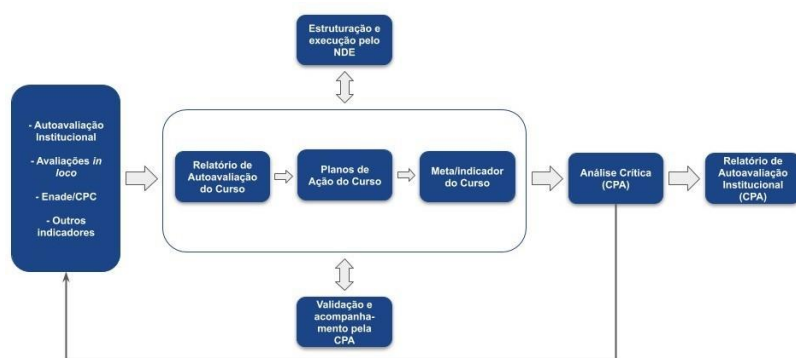 Estruturação e
execução pelo
NDE
- Autoavaliação
Institucional
- Avaliações in
loco
- Enade/CPC
- Outros
indicadores
Relatório de
Autoavaliação
do Curso
Planos de
Ação do Curso
Meta/indicador
do Curso
Análise Crítica
(CPA)
Relatório de
Autoavaliação
Institucional
(CPA)
Validação e
acompanha-
mento pela
CPA